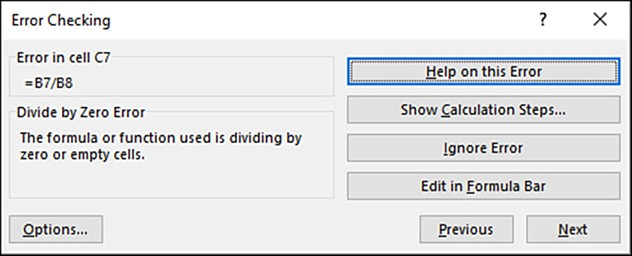 Error Checking
?
Error in cell C7
=B7/B8
Divide by Zero Error
The formula or function used is dividing by
zero or empty cells.
Help on this Error
Show Calculation Steps...
Ignore Error
Edit in Formula Bar
Options...
Previous
Next